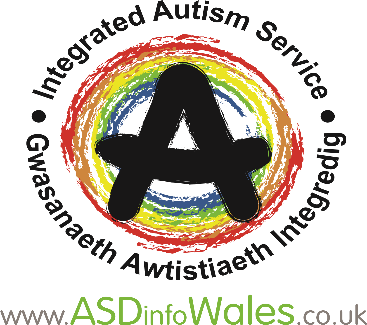 Integrated Autism Service
A
Gwasanaeth Awtistiaeth Integredig
www.ASDinfoWales.co.uk